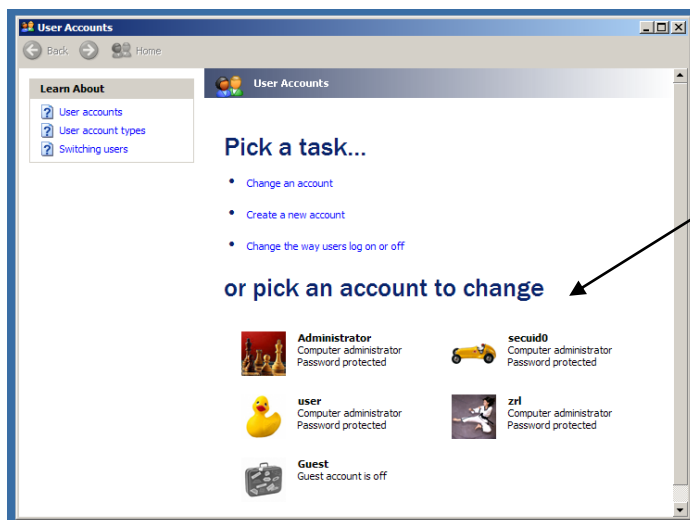 User Accounts
Back Home
Learn About
User accounts
User account types
Switching users
User Accounts
Pick a task...
Change an account
Create a new account
Change the way users log on or off
or pick an account to change
Administrator
Computer administrator
Password protected
secuid0
Computer administrator
Password protected
user
Computer administrator
Password protected
zrl
Computer administrator
Password protected
Guest
Guest account is off